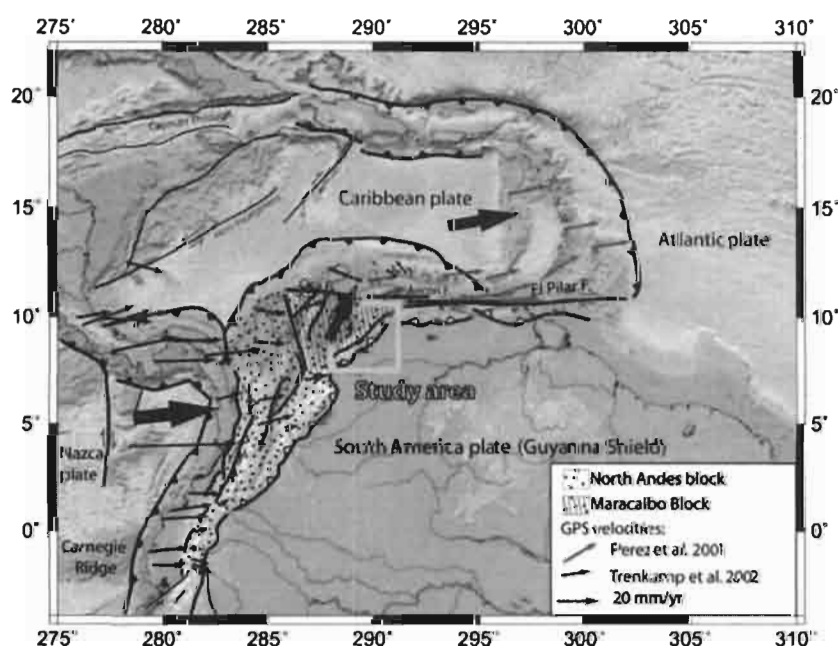 275° 280° 285° 290° 295° 300° 305° 310°
20°
20°
Caribbean plate
15°
15°
Atlantic plate
El Pilar F.
10°
10°
Study area
5°
5°
Nazca
plate
South America plate (Guyanna Shield)
North Andes block
Maracaibo Block
GPS velocities:
Perez et al. 2001
Trenkamp et al. 2002
20 mm/yr
0°
0°
Carnegie
Ridge
275° 280° 285° 290° 295° 300° 305° 310°